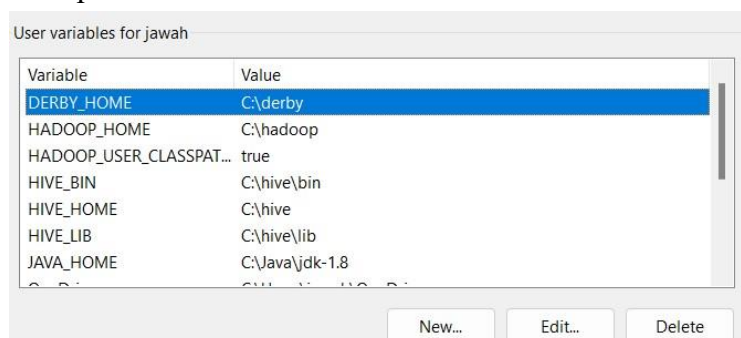 User variables for jawah
Variable Value
DERBY_HOME C:\derby
HADOOP_HOME C:\hadoop
HADOOP_USER_CLASSPAT... true
HIVE_BIN C:\hive\bin
HIVE_HOME C:\hive
HIVE_LIB C:\hive\lib
JAVA_HOME C:\Java\jdk-1.8
New... Edit... Delete